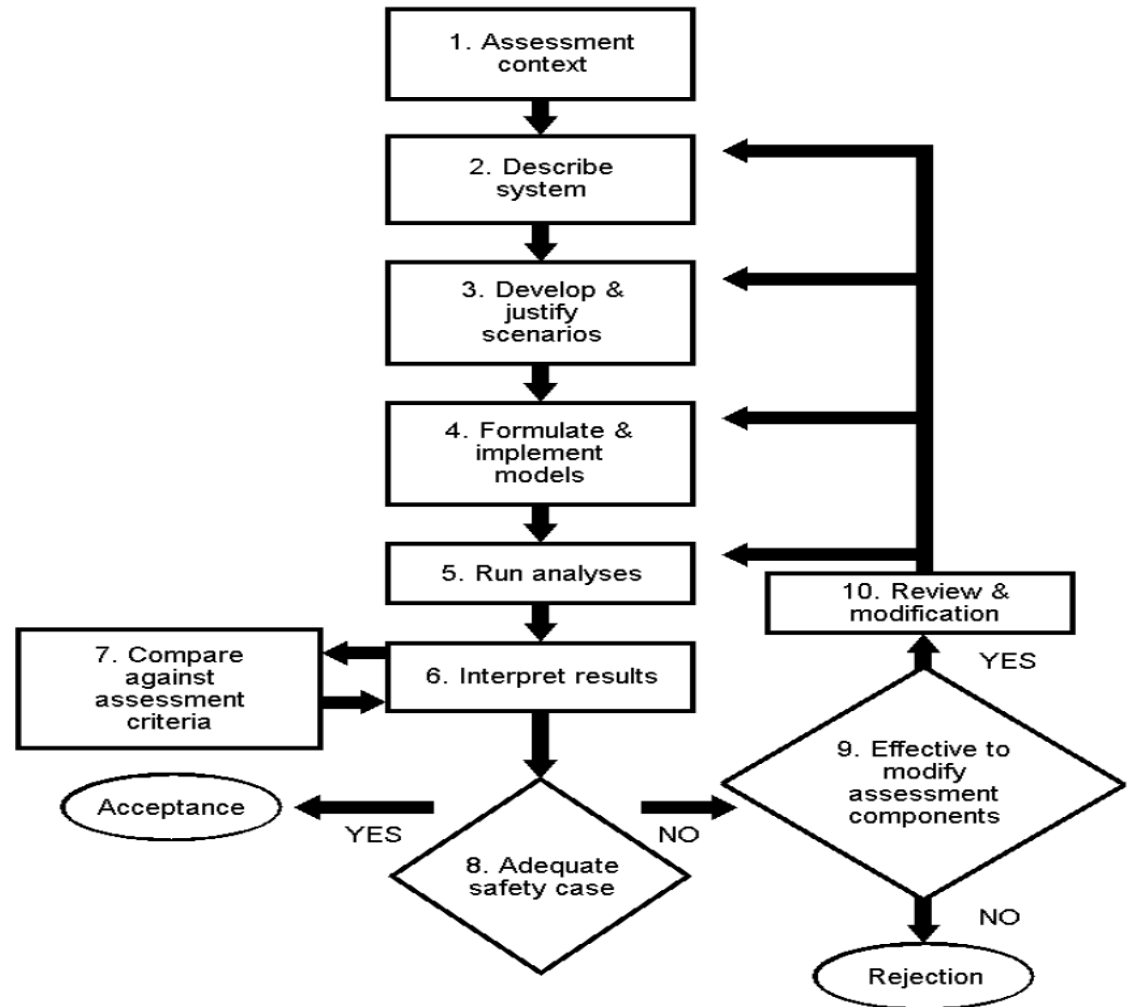 1. Assessment
context
2. Describe
system
3. Develop &
justify
scenarios
4. Formulate &
implement
models
5. Run analyses
10. Review &
modification
7. Compare
against
assessment
criteria
6. Interpret results
YES
9. Effective to
modify
assessment
components
Acceptance
YES
NO
8. Adequate
safety case
NO
Rejection